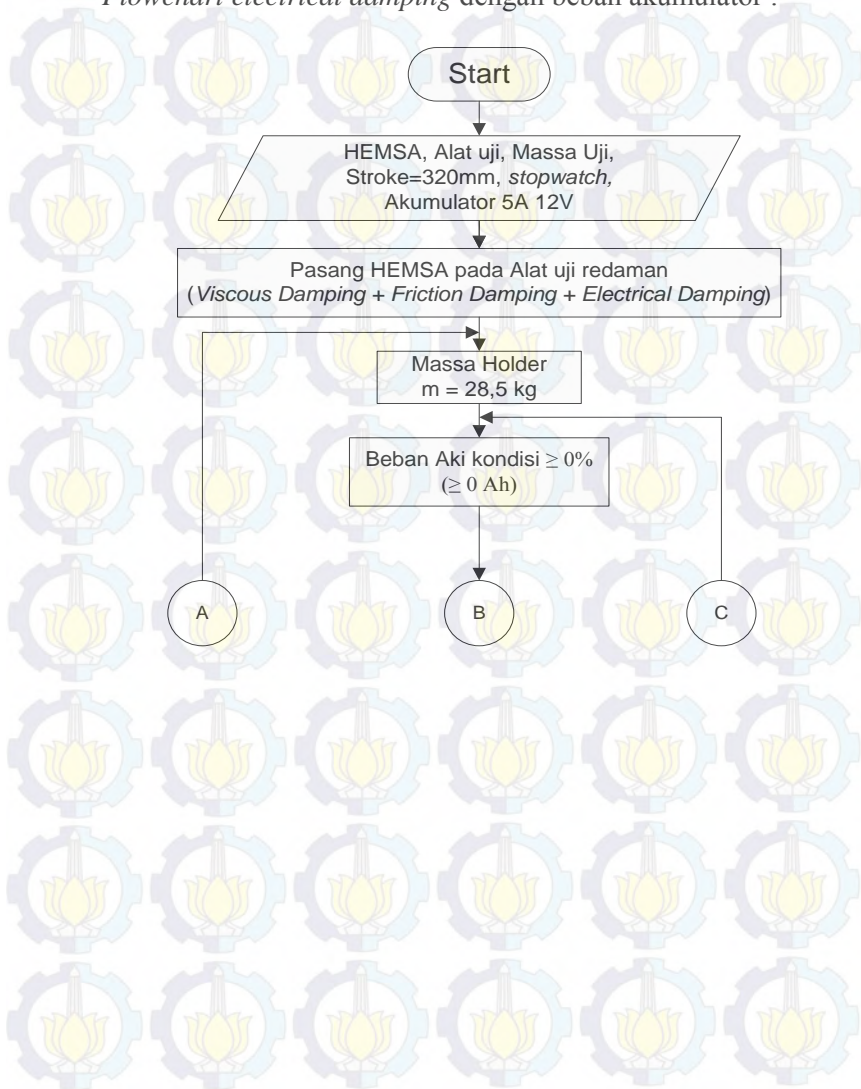 Flowchart electrical damping dengan beban akumulator :
Start
HEMSA, Alat uji, Massa Uji,
Stroke=320mm, stopwatch,
Akumulator 5A 12V
Pasang HEMSA pada Alat uji redaman
(Viscous Damping + Friction Damping + Electrical Damping)
Massa Holder
m = 28,5 kg
Beban Aki kondisi ≥ 0%
(≥ 0 Ah)
A
B
C